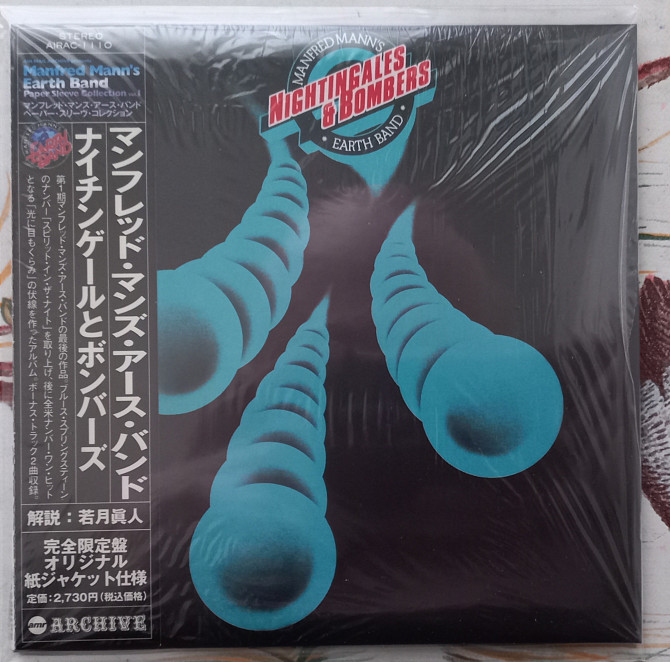 STEREO
AIRAC-1110
Manfred Mann's
Earth Band
Paper Sleeve Collection
マンフレッド・マンズ・アース・バンド
ペーパー・スリーヴ・コレクション
EARTH BAND
マンフレッド・マンズ・アース・バンド
ナイチンゲールとボンバーズ
第1期マンフレッド・マンズ・アース・バンドの最後の作品。ブルース・スプリングスティーン
のナンバー「スピリット・イン・ザ・ナイト」を取り上げ、後に全米ナンバー・ワン・ヒット
となる「光に目もくらみ」の伏線を作ったアルバム。ボーナス・トラック2曲収録。
解説：若月眞人
完全限定盤
オリジナル
紙ジャケット仕様
定価：2,730円（税込価格）
amr ARCHIVE
MANFRED MANN'S
NIGHTINGALES
& BOMBERS
EARTH BAND